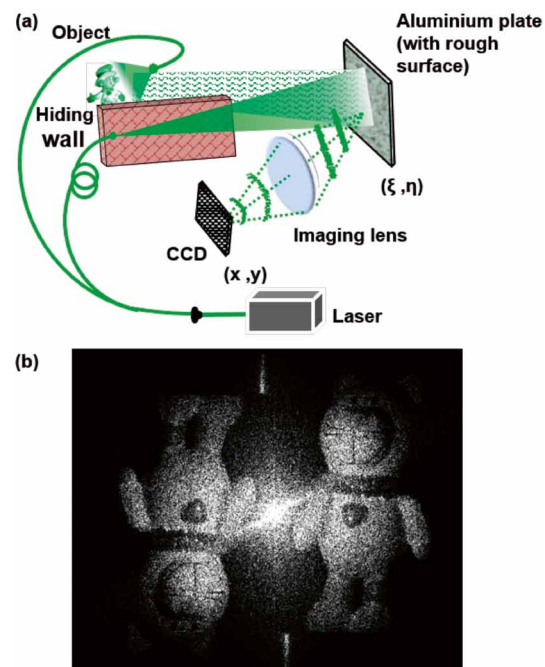 (a)
Object
Aluminium plate
(with rough
surface)
Hiding
wall
(ξ ,η)
Imaging lens
CCD
(x ,y)
Laser
(b)